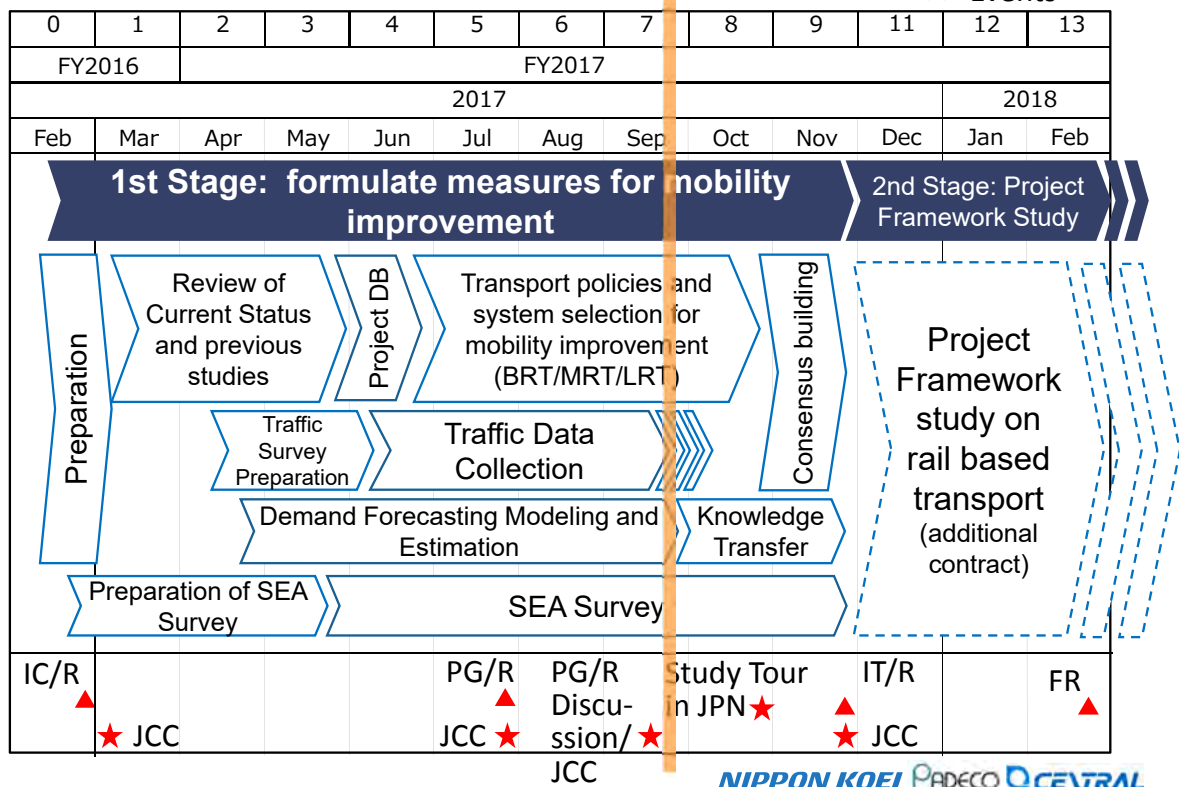 Events
0 1 2 3 4 5 6 7 8 9 11 12 13
FY2016 FY2017
2017 2018
Feb Mar Apr May Jun Jul Aug Sep Oct Nov Dec Jan Feb
1st Stage: formulate measures for mobility
improvement
2nd Stage: Project
Framework Study
Preparation
Review of
Current Status
and previous
studies
Project DB
Transport policies and
system selection for
mobility improvement
(BRT/MRT/LRT)
Consensus building
Project
Framework
study on
rail based
transport
(additional
contract)
Traffic
Survey
Preparation
Traffic Data
Collection
Demand Forecasting Modeling and
Estimation
Knowledge
Transfer
Preparation of SEA
Survey
SEA Survey
IC/R
JCC
PG/R
JCC
PG/R
Discu-
ssion/
JCC
Study Tour
in JPN
IT/R
JCC
FR
NIPPON KOEI PADECO CENTRAL